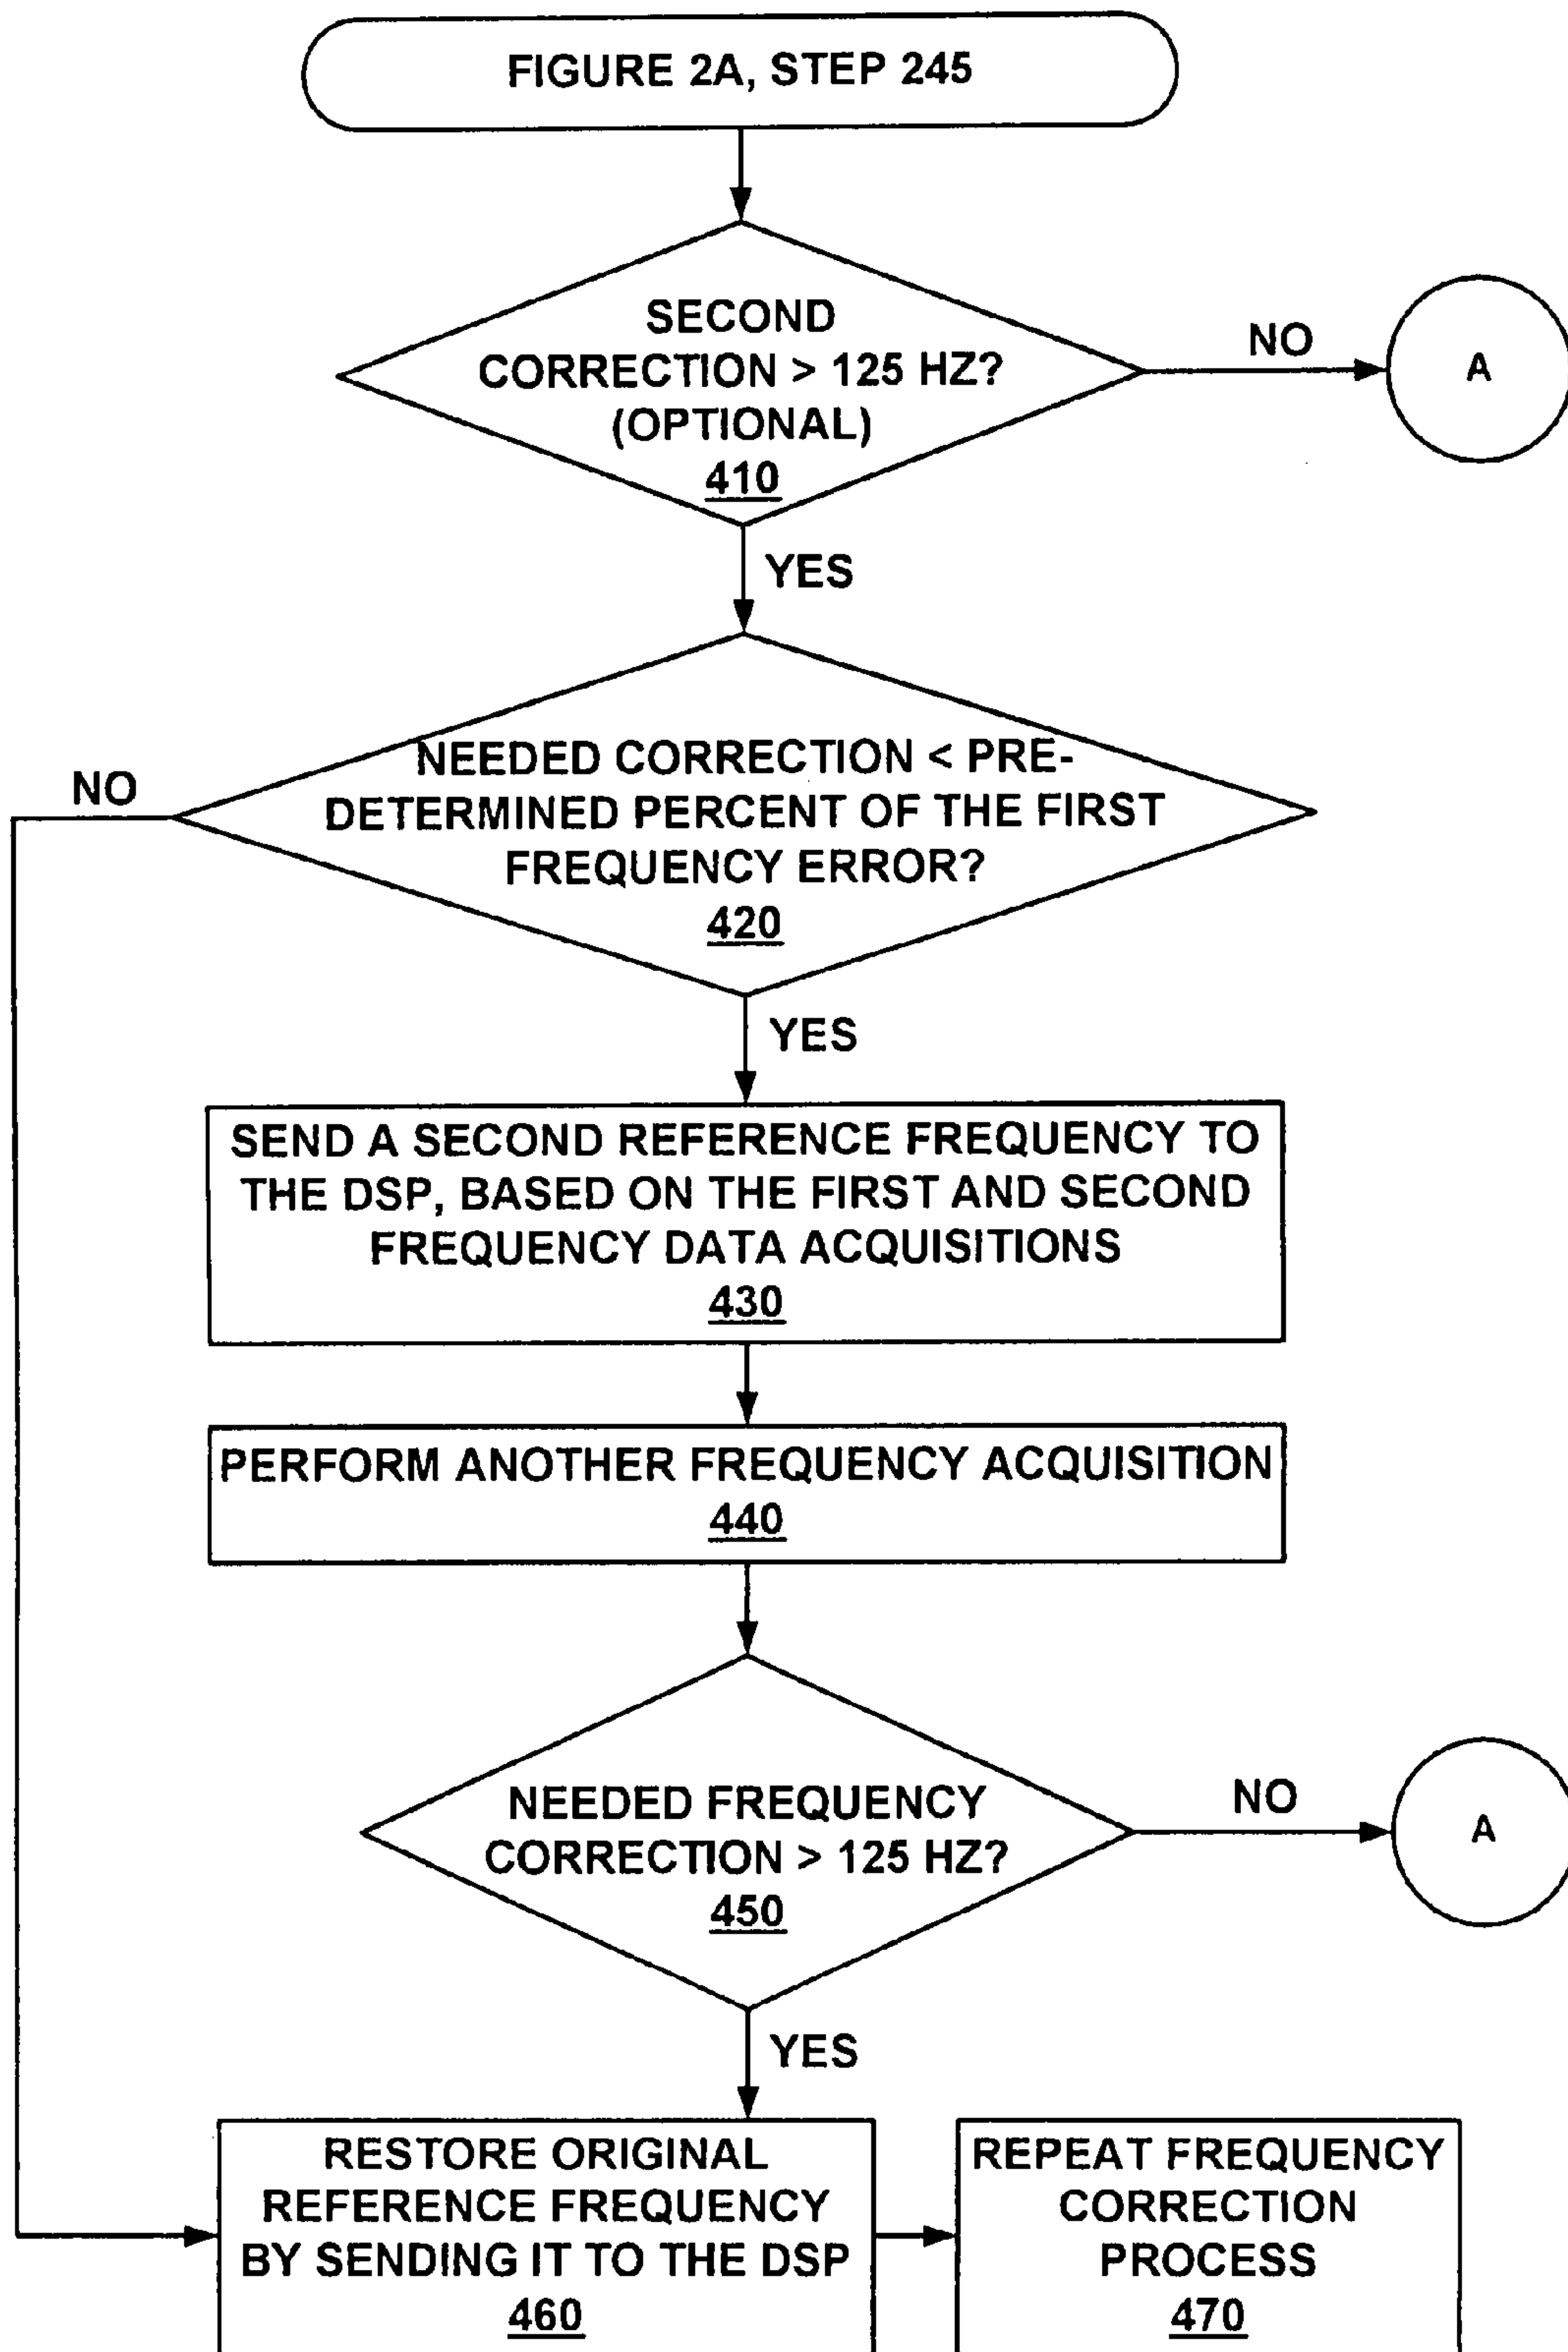 FIGURE 2A, STEP 245
SECOND
CORRECTION > 125 HZ?
(OPTIONAL)
410
NO
A
YES
NEEDED CORRECTION < PRE-
DETERMINED PERCENT OF THE FIRST
FREQUENCY ERROR?
420
NO
YES
SEND A SECOND REFERENCE FREQUENCY TO
THE DSP, BASED ON THE FIRST AND SECOND
FREQUENCY DATA ACQUISITIONS
430
PERFORM ANOTHER FREQUENCY ACQUISITION
440
NEEDED FREQUENCY
CORRECTION > 125 HZ?
450
NO
A
YES
RESTORE ORIGINAL
REFERENCE FREQUENCY
BY SENDING IT TO THE DSP
460
REPEAT FREQUENCY
CORRECTION
PROCESS
470